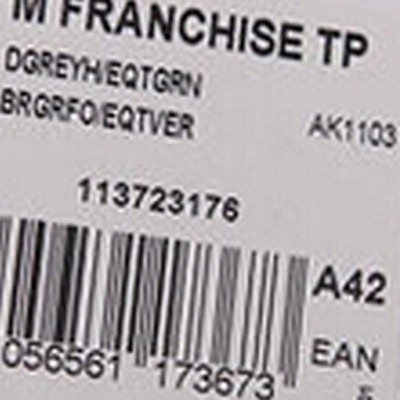 M FRANCHISE TP
DGREYH/EQTGRN
BRGRFO/EQTVER
AK1103
113723176
A42
056561 173673
EAN